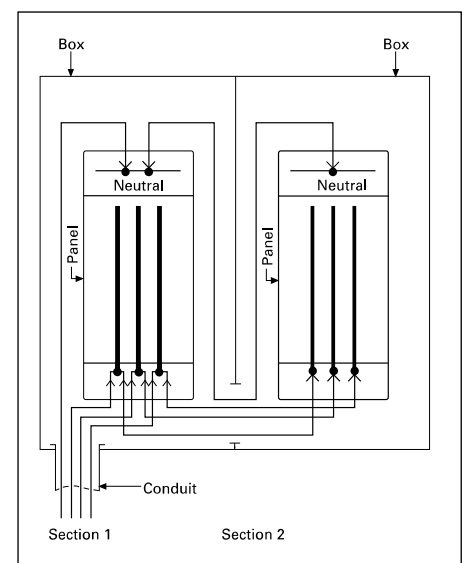 Box
Box
Neutral
Neutral
Panel
Panel
Conduit
Section 1
Section 2